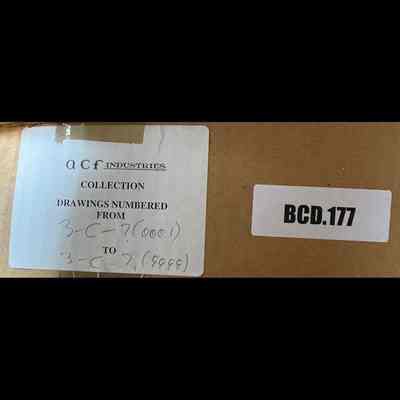 acf INDUSTRIES
COLLECTION
DRAWINGS NUMBERED
FROM
3-C-7(0001)
TO
3-C-7(9999)
BCD.177